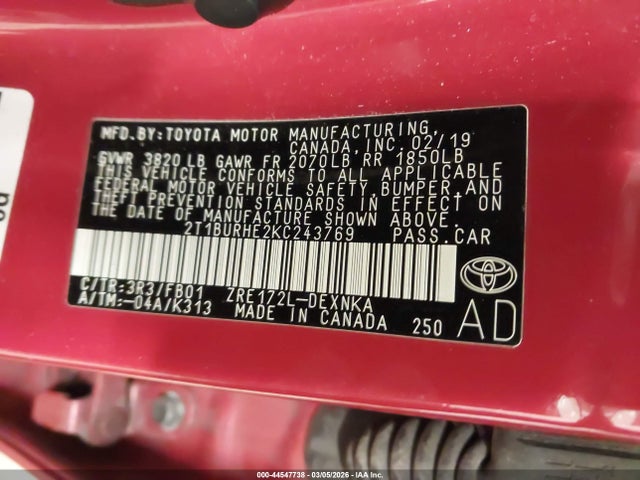 MFD.BY:TOYOTA MOTOR MANUFACTURING,
CANADA, INC. 02/19
GVWR 3820 LB GAWR FR 2070LB RR 1850LB
THIS VEHICLE CONFORMS TO ALL APPLICABLE
FEDERAL MOTOR VEHICLE SAFETY, BUMPER, AND
THEFT PREVENTION STANDARDS IN EFFECT ON
THE DATE OF MANUFACTURE SHOWN ABOVE.
2T1BURHE2KC243769 PASS.CAR
C/TR:3R3/FB01 ZRE172L-DEXNKA
A/TM:-04A/K313 MADE IN CANADA 250
AD
000-44547738 - 03/05/2026 - IAA Inc.